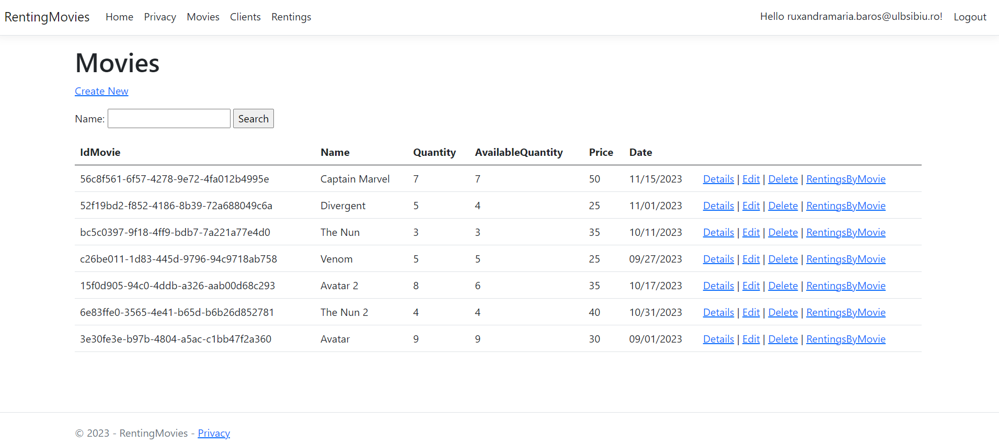 RentingMovies Home Privacy Movies Clients Rentings Hello ruxandramaria.baros@ulbsibiu.ro! Logout
Movies
Create New
Name: Search
IdMovie Name Quantity AvailableQuantity Price Date
56c8f561-6f57-4278-9e72-4fa012b4995e Captain Marvel 7 7 50 11/15/2023 Details | Edit | Delete | RentingsByMovie
52f19bd2-f852-4186-8b39-72a688049c6a Divergent 5 4 25 11/01/2023 Details | Edit | Delete | RentingsByMovie
bc5c0397-9f18-4ff9-bdb7-7a221a77e4d0 The Nun 3 3 35 10/11/2023 Details | Edit | Delete | RentingsByMovie
c26be011-1d83-445d-9796-94c9718ab758 Venom 5 5 25 09/27/2023 Details | Edit | Delete | RentingsByMovie
15f0d905-94c0-4ddb-a326-aab00d68c293 Avatar 2 8 6 35 10/17/2023 Details | Edit | Delete | RentingsByMovie
6e83ffe0-3565-4e41-b65d-b6b26d852781 The Nun 2 4 4 40 10/31/2023 Details | Edit | Delete | RentingsByMovie
3e30fe3e-b97b-4804-a5ac-c1bb47f2a360 Avatar 9 9 30 09/01/2023 Details | Edit | Delete | RentingsByMovie
© 2023 - RentingMovies - Privacy